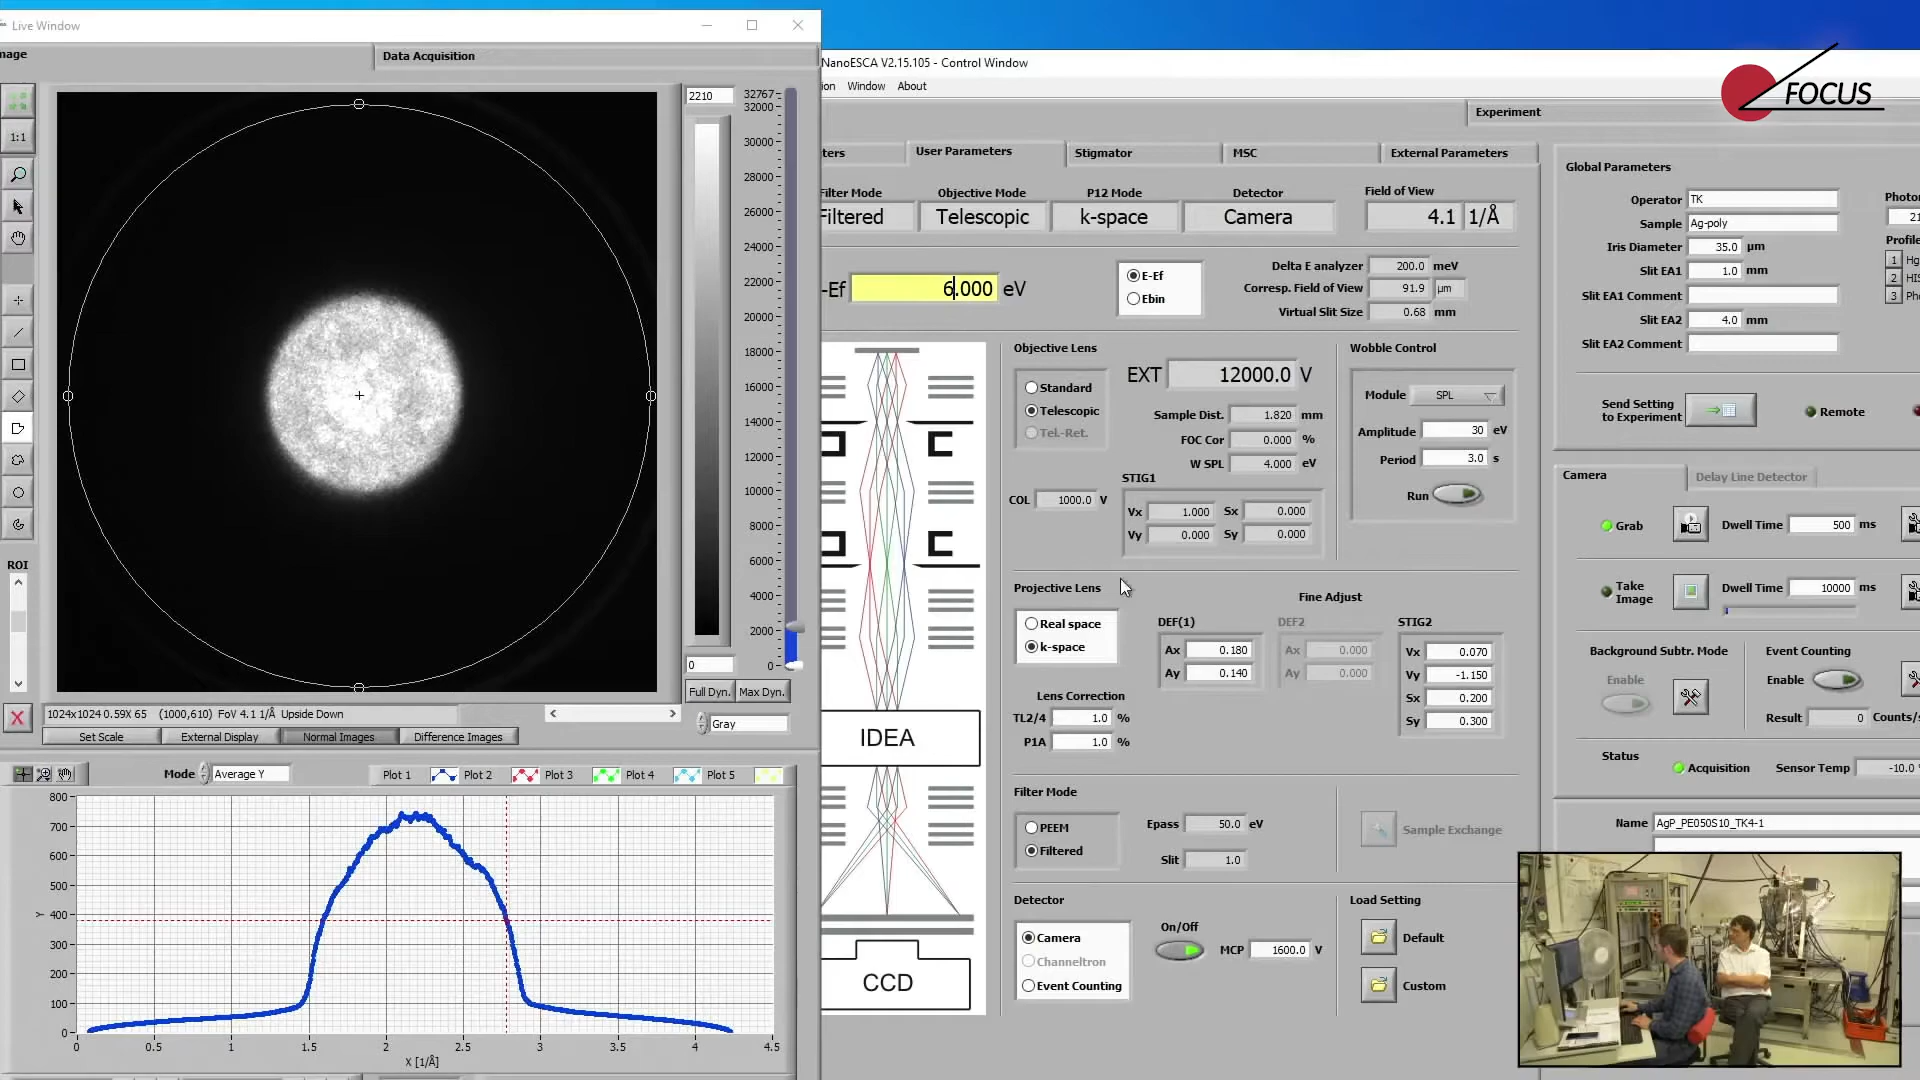 Live Window
mage
Data Acquisition
2210
32767
32000
30000
28000
26000
24000
22000
20000
18000
16000
14000
12000
10000
8000
6000
4000
2000
0
0
1:1
ROI
Full Dyn.
Max Dyn.
1024x1024 0.59X 65 (1000,610) FoV 4.1 1/Å Upside Down
Gray
Set Scale
External Display
Normal Images
Difference Images
Mode
Average Y
Plot 1
Plot 2
Plot 3
Plot 4
Plot 5
800
700
600
500
400
300
200
100
0
Y
0
0.5
1
1.5
2
2.5
3
3.5
4
4.5
X [1/Å]
NanoESCA V2.15.105 - Control Window
ion Window About
FOCUS
Experiment
ters
User Parameters
Stigmator
MSC
External Parameters
Filter Mode
Filtered
Objective Mode
Telescopic
P12 Mode
k-space
Detector
Camera
Field of View
4.1 1/Å
-Ef 6.000 eV
E-Ef
Ebin
Delta E analyzer 200.0 meV
Corresp. Field of View 91.9 µm
Virtual Slit Size 0.68 mm
Objective Lens
Standard
Telescopic
Tel.-Ret.
EXT 12000.0 V
Sample Dist. 1.820 mm
FOC Cor 0.000 %
W SPL 4.000 eV
COL 1000.0 V
STIG1
Vx 1.000 Sx 0.000
Vy 0.000 Sy 0.000
Wobble Control
Module SPL
Amplitude 30 eV
Period 3.0 s
Run
Projective Lens
Real space
k-space
Lens Correction
TL2/4 1.0 %
P1A 1.0 %
Fine Adjust
DEF(1)
Ax 0.180
Ay 0.140
DEF2
Ax 0.000
Ay 0.000
STIG2
Vx 0.070
Vy -1.150
Sx 0.200
Sy 0.300
IDEA
Filter Mode
PEEM
Filtered
Epass 50.0 eV
Slit 1.0
Sample Exchange
Detector
Camera
Channeltron
Event Counting
On/Off
MCP 1600.0 V
Load Setting
Default
Custom
CCD
Global Parameters
Operator TK
Sample Ag-poly
Iris Diameter 35.0 µm
Slit EA1 1.0 mm
Slit EA1 Comment
Slit EA2 4.0 mm
Slit EA2 Comment
Photo
21
Profile
1 Hg
2 HIS
3 Pho
Send Setting
to Experiment
Remote
Camera
Delay Line Detector
Grab
Dwell Time 500 ms
Take
Image
Dwell Time 10000 ms
Background Subtr. Mode
Enable
Event Counting
Enable
Result 0 Counts/s
Status
Acquisition
Sensor Temp -10.0 °
Name AgP_PE050S10_TK4-1